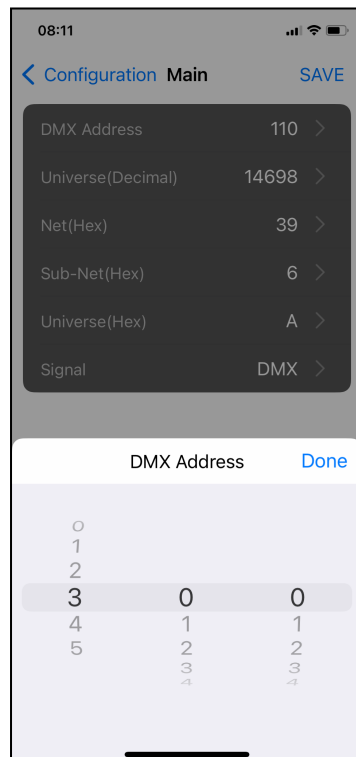 08:11
Configuration Main SAVE
DMX Address 110
Universe(Decimal) 14698
Net(Hex) 39
Sub-Net(Hex) 6
Universe(Hex) A
Signal DMX
DMX Address Done
0
1
2
3 0 0
4 1 1
5 2 2
3 3
4 4